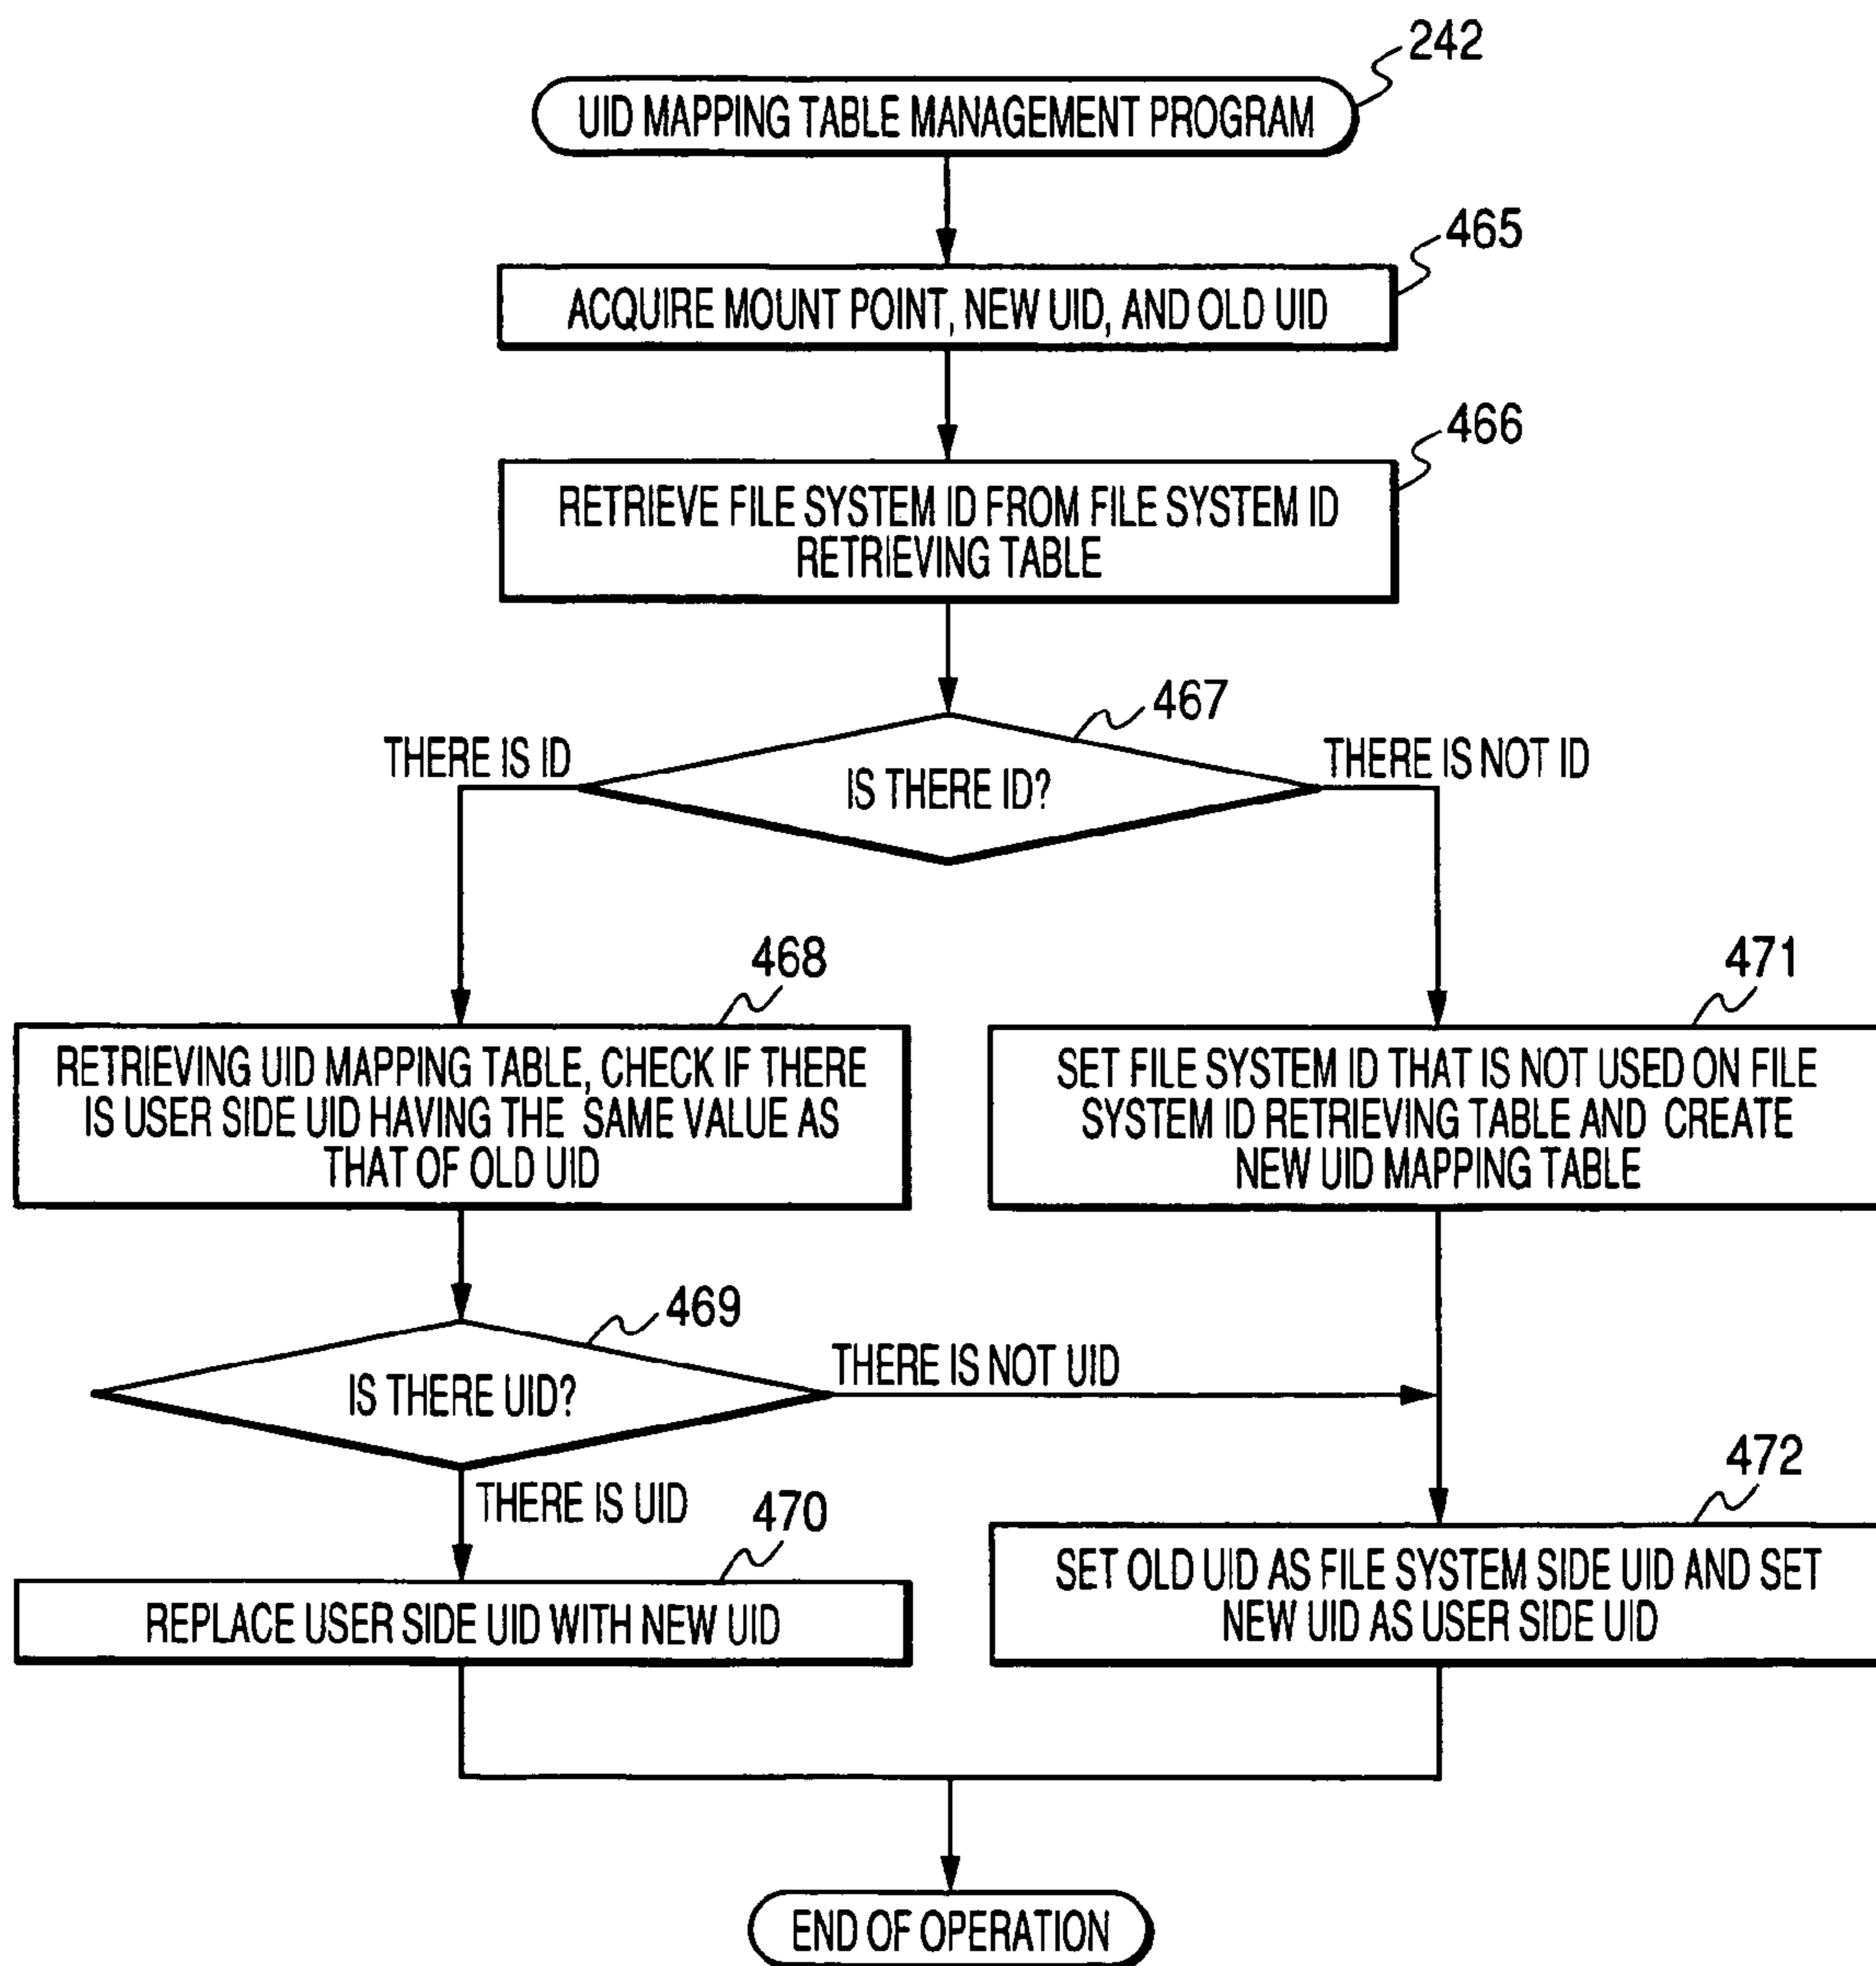 242
UID MAPPING TABLE MANAGEMENT PROGRAM
465
ACQUIRE MOUNT POINT, NEW UID, AND OLD UID
466
RETRIEVE FILE SYSTEM ID FROM FILE SYSTEM ID
RETRIEVING TABLE
467
THERE IS ID
IS THERE ID?
THERE IS NOT ID
468
RETRIEVING UID MAPPING TABLE, CHECK IF THERE
IS USER SIDE UID HAVING THE SAME VALUE AS
THAT OF OLD UID
471
SET FILE SYSTEM ID THAT IS NOT USED ON FILE
SYSTEM ID RETRIEVING TABLE AND CREATE
NEW UID MAPPING TABLE
469
IS THERE UID?
THERE IS NOT UID
THERE IS UID
470
REPLACE USER SIDE UID WITH NEW UID
472
SET OLD UID AS FILE SYSTEM SIDE UID AND SET
NEW UID AS USER SIDE UID
END OF OPERATION